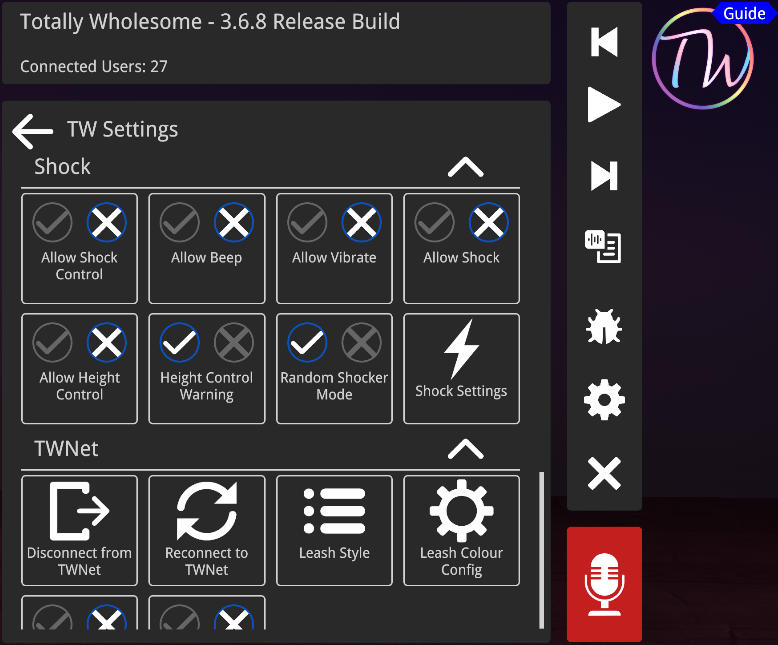 Totally Wholesome - 3.6.8 Release Build
Connected Users: 27
Guide
TW
TW Settings
Shock
Allow Shock
Control
Allow Beep
Allow Vibrate
Allow Shock
Allow Height
Control
Height Control
Warning
Random Shocker
Mode
Shock Settings
TWNet
Disconnect from
TWNet
Reconnect to
TWNet
Leash Style
Leash Colour
Config